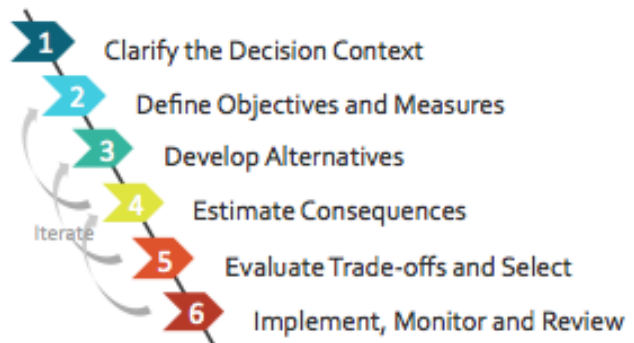 1 Clarify the Decision Context
2 Define Objectives and Measures
3 Develop Alternatives
4 Estimate Consequences
Iterate
5 Evaluate Trade-offs and Select
6 Implement, Monitor and Review